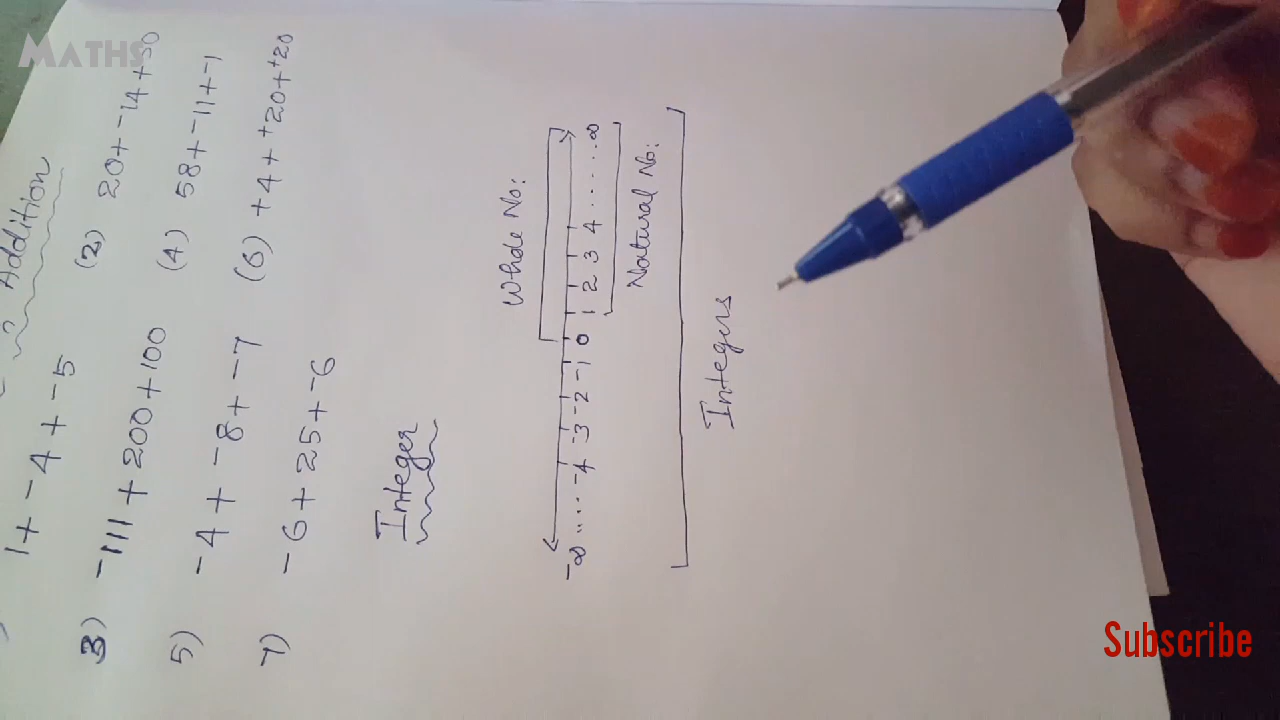 MATHS
Addition
1 + -4 + -5 (2) 20 + -14 + 30
3) -111 + 200 + 100 (4) 58 + -11 + -1
5) -4 + -8 + -7 (6) +4 + +20 + +20
7) -6 + 25 + -6
Integer
Whole No:
-∞ .... -4 -3 -2 -1 0 1 2 3 4 ...... ∞
Natural No:
Integers
Subscribe